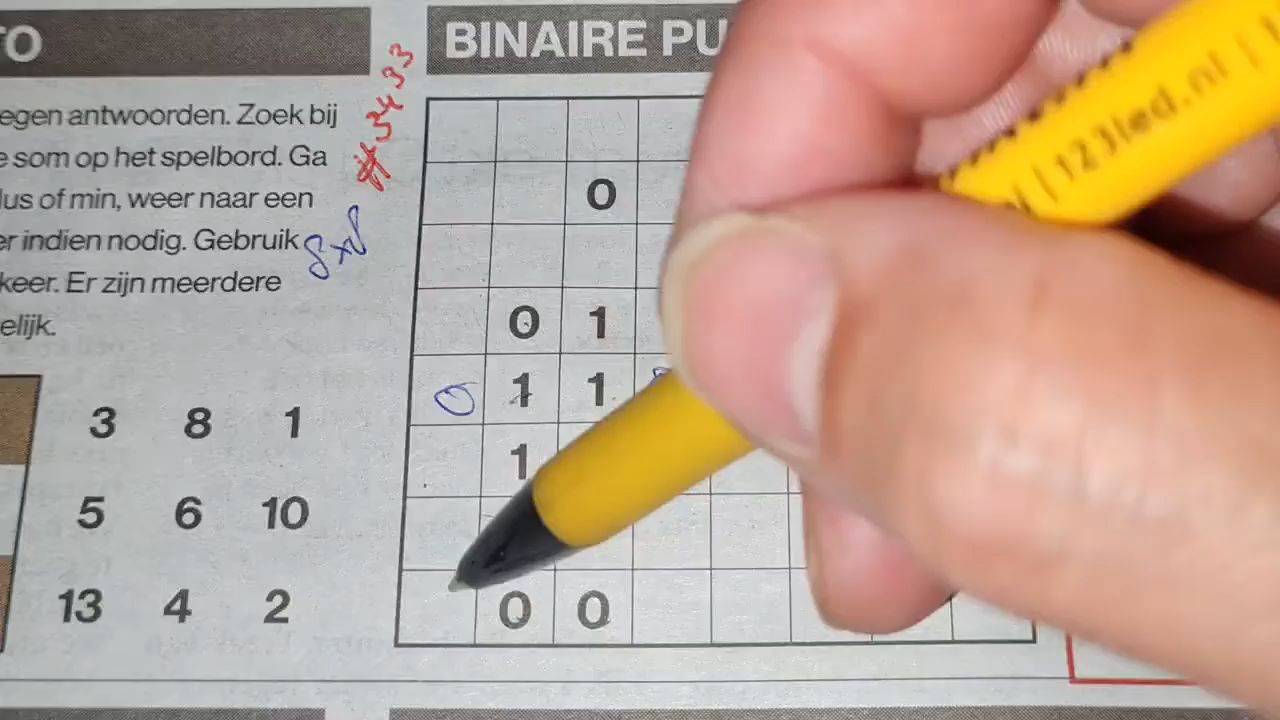 TO
egen antwoorden. Zoek bij
e som op het spelbord. Ga
lus of min, weer naar een
er indien nodig. Gebruik
keer. Er zijn meerdere
elijk.
3 8 1
5 6 10
13 4 2
#3433
8x8
BINAIRE PU
0
0 1
0 1 1
1
0 0
123led.nl